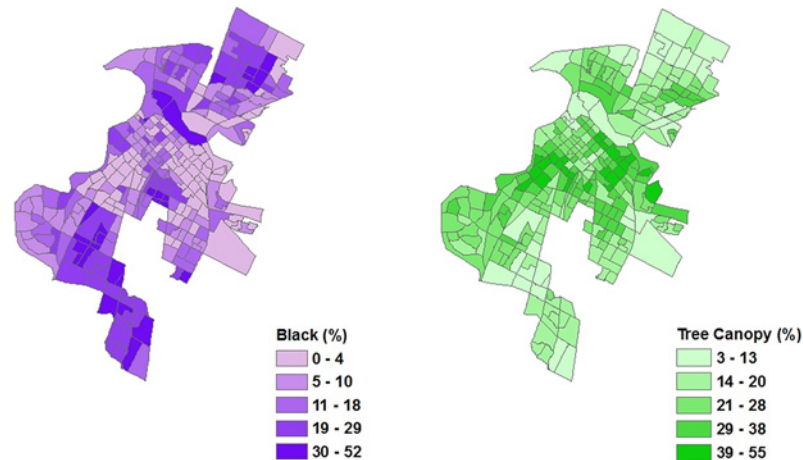 Black (%)
0 - 4
5 - 10
11 - 18
19 - 29
30 - 52
Tree Canopy (%)
3 - 13
14 - 20
21 - 28
29 - 38
39 - 55